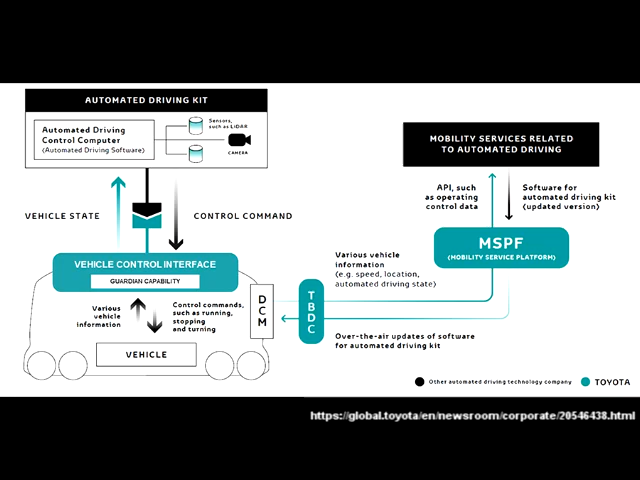 AUTOMATED DRIVING KIT
Automated Driving
Control Computer
(Automated Driving Software)
Sensors,
such as LIDAR
CAMERA
MOBILITY SERVICES RELATED
TO AUTOMATED DRIVING
VEHICLE STATE
CONTROL COMMAND
API, such
as operating
control data
Software for
automated driving kit
(updated version)
MSPF
(MOBILITY SERVICE PLATFORM)
VEHICLE CONTROL INTERFACE
GUARDIAN CAPABILITY
Various
vehicle
information
Control commands,
such as running,
stopping
and turning
VEHICLE
DCM
TBDC
Various vehicle
information
(e.g. speed, location,
automated driving state)
Over-the-air updates of software
for automated driving kit
Other automated driving technology company
TOYOTA
https://global.toyota/en/newsroom/corporate/20546438.html